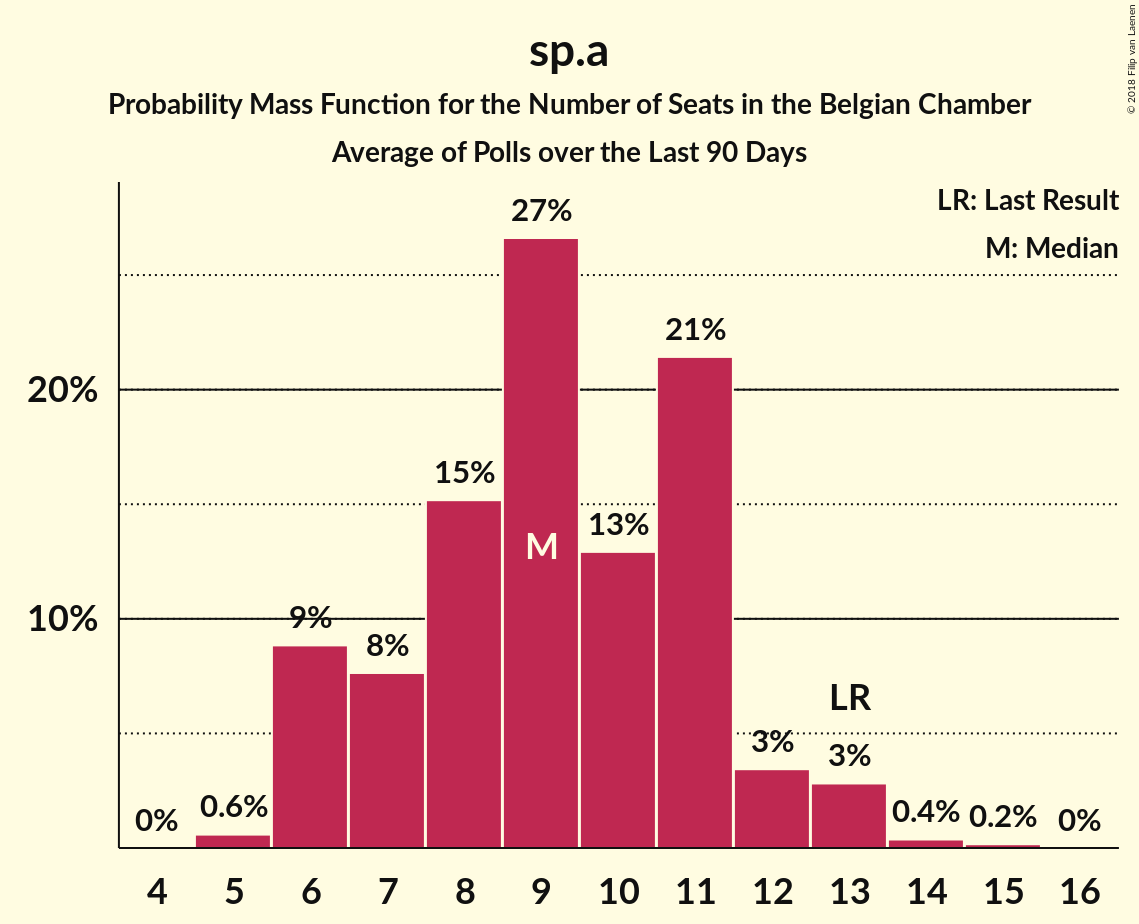 sp.a
Probability Mass Function for the Number of Seats in the Belgian Chamber
Average of Polls over the Last 90 Days
© 2018 Filip van Laenen
LR: Last Result
M: Median
27%
21%
20%
15%
13%
M
10%
9%
8%
LR
3%
3%
0%
0.6%
0.4%
0.2%
0%
4 5 6 7 8 9 10 11 12 13 14 15 16